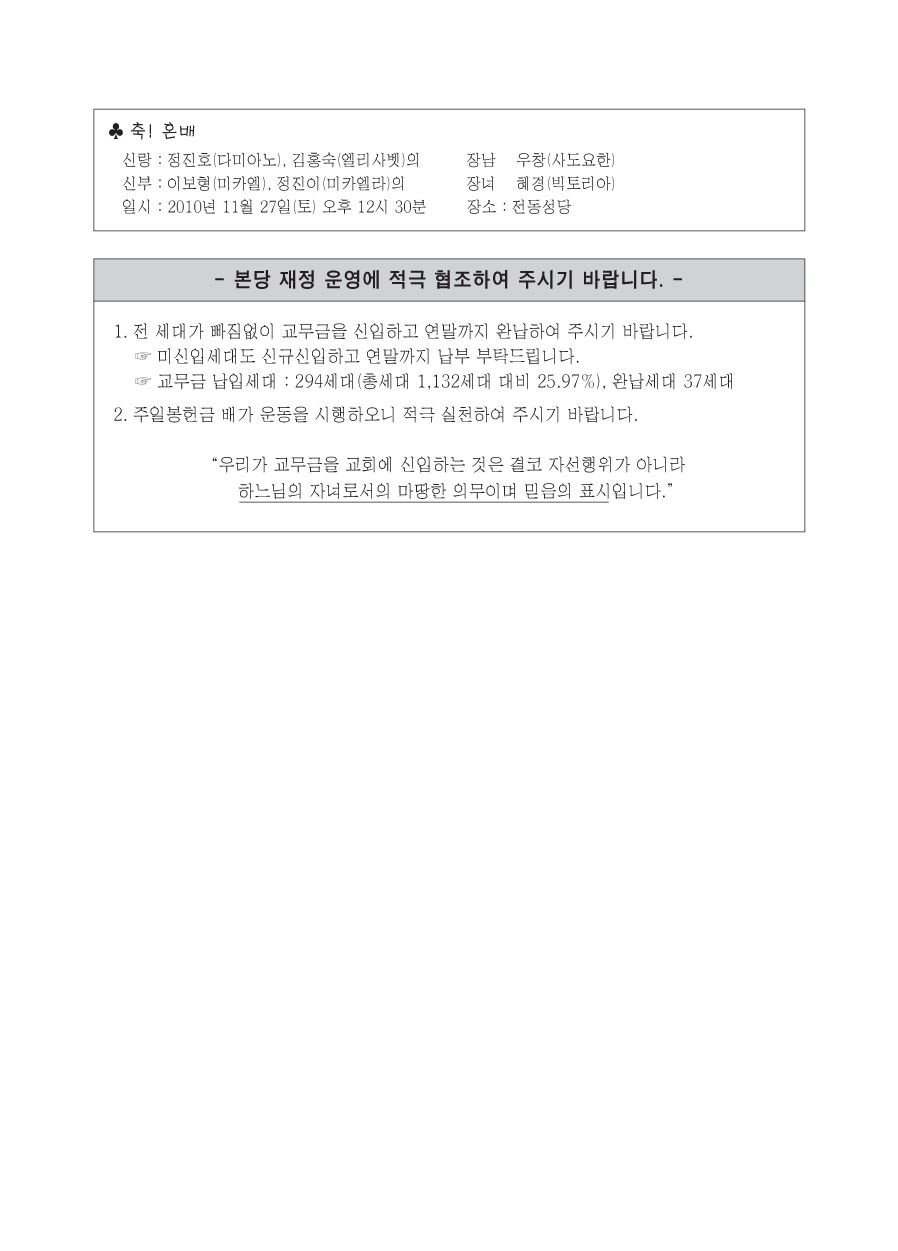 ♣ 축! 혼배
신랑 : 정진호(다미아노), 김홍숙(엘리사벳)의 장남 우창(사도요한)
신부 : 이보형(미카엘), 정진이(미카엘라)의 장녀 혜경(빅토리아)
일시 : 2010년 11월 27일(토) 오후 12시 30분 장소 : 전동성당
- 본당 재정 운영에 적극 협조하여 주시기 바랍니다. -
1. 전 세대가 빠짐없이 교무금을 신입하고 연말까지 완납하여 주시기 바랍니다.
☞ 미신입세대도 신규신입하고 연말까지 납부 부탁드립니다.
☞ 교무금 납입세대 : 294세대(총세대 1,132세대 대비 25.97%), 완납세대 37세대
2. 주일봉헌금 배가 운동을 시행하오니 적극 실천하여 주시기 바랍니다.
“우리가 교무금을 교회에 신입하는 것은 결코 자선행위가 아니라
하느님의 자녀로서의 마땅한 의무이며 믿음의 표시입니다.”